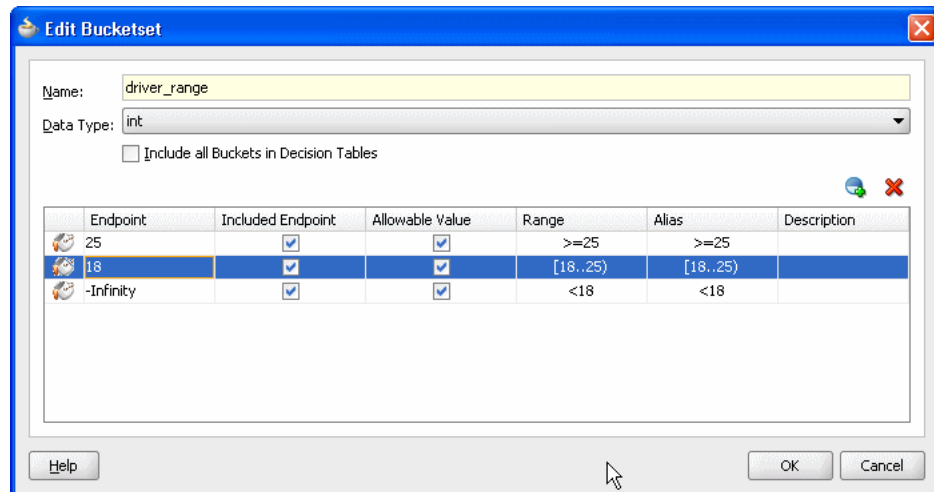 Edit Bucketset
Name: driver_range
Data Type: int
Include all Buckets in Decision Tables
Endpoint Included Endpoint Allowable Value Range Alias Description
25 >=25 >=25
18 [18..25) [18..25)
-Infinity <18 <18
Help OK Cancel